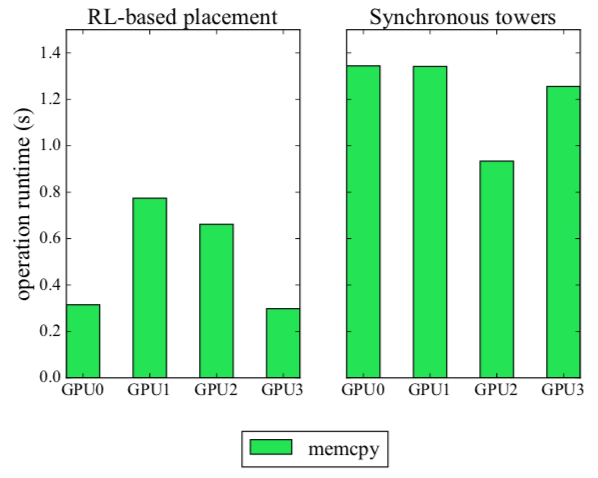 RL-based placement
Synchronous towers
operation runtime (s)
1.4
1.2
1.0
0.8
0.6
0.4
0.2
0.0
GPU0 GPU1 GPU2 GPU3
GPU0 GPU1 GPU2 GPU3
memcpy